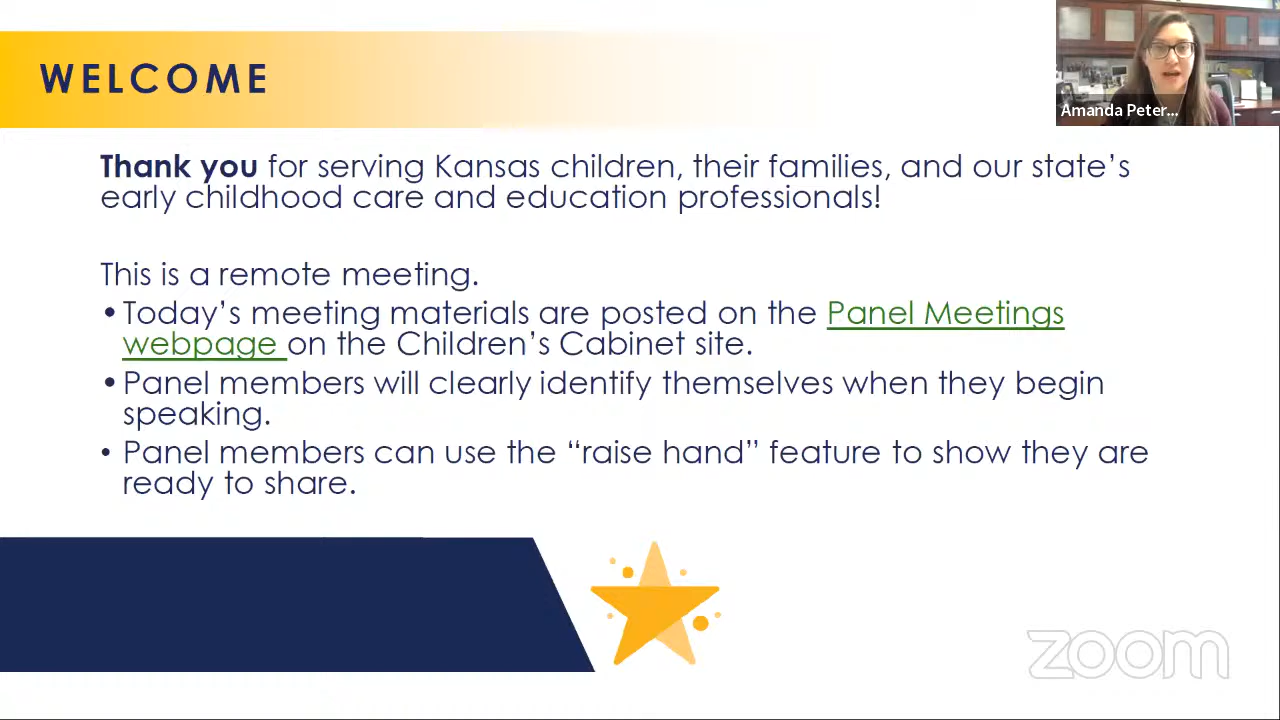 WELCOME
Amanda Peter...
Thank you for serving Kansas children, their families, and our state’s
early childhood care and education professionals!
This is a remote meeting.
•Today’s meeting materials are posted on the Panel Meetings
webpage on the Children’s Cabinet site.
•Panel members will clearly identify themselves when they begin
speaking.
• Panel members can use the “raise hand” feature to show they are
ready to share.
zoom